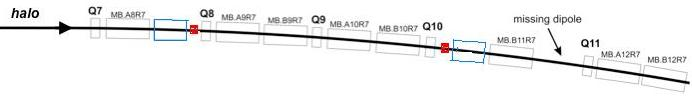 halo
Q7
MB.A8R7
Q8
MB.A9R7
MB.B9R7
Q9
MB.A10R7
MB.B10R7
Q10
MB.B11R7
missing dipole
Q11
MB.A12R7
MB.B12R7